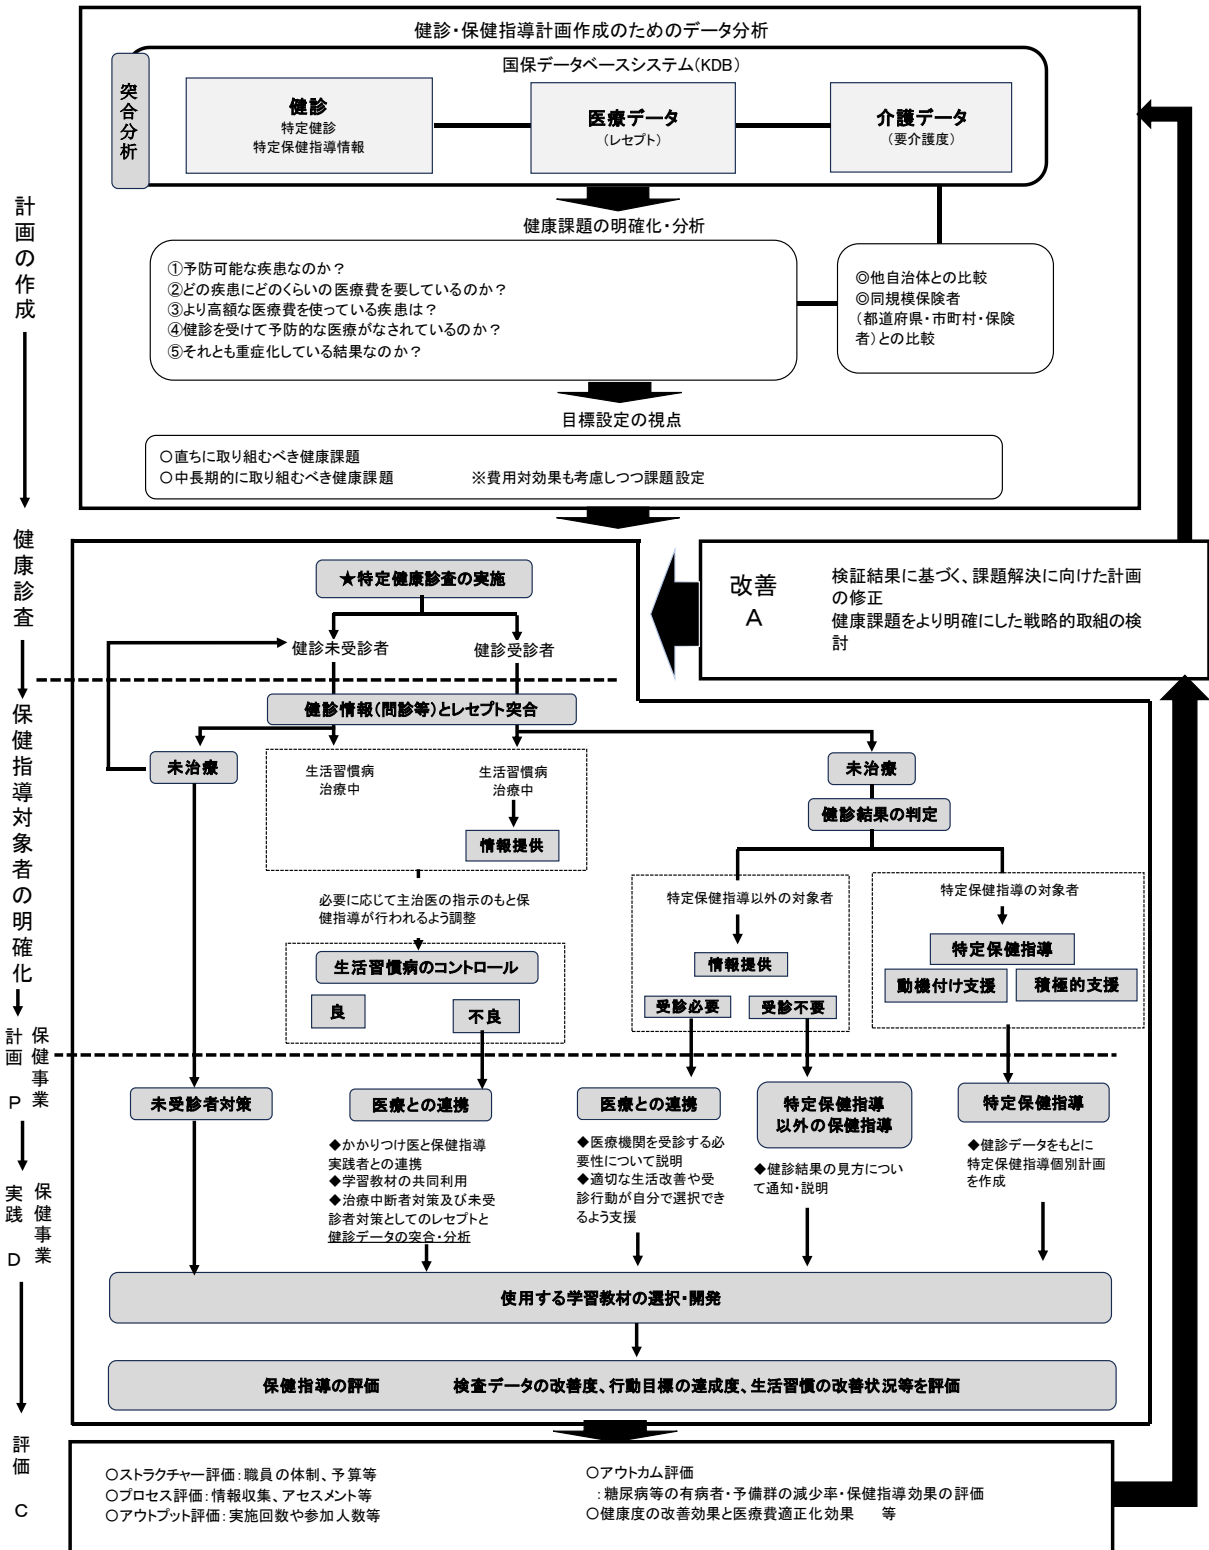 健診・保健指導計画作成のためのデータ分析
国保データベースシステム(KDB)
突合分析
健診
特定健診
特定保健指導情報
医療データ
(レセプト)
介護データ
(要介護度)
計画の作成
健康課題の明確化・分析
①予防可能な疾患なのか?
②どの疾患にどのくらいの医療費を要しているのか?
③より高額な医療費を使っている疾患は?
④健診を受けて予防的な医療がなされているのか?
⑤それとも重症化している結果なのか?
◎他自治体との比較
◎同規模保険者
(都道府県・市町村・保険
者)との比較
目標設定の視点
○直ちに取り組むべき健康課題
○中長期的に取り組むべき健康課題 ※費用対効果も考慮しつつ課題設定
健康診査
★特定健康診査の実施
改善
A
検証結果に基づく、課題解決に向けた計画
の修正
健康課題をより明確にした戦略的取組の検
討
健診未受診者
健診受診者
保健指導対象者の明確化
健診情報(問診等)とレセプト突合
未治療
生活習慣病
治療中
生活習慣病
治療中
情報提供
未治療
健診結果の判定
必要に応じて主治医の指示のもと保
健指導が行われるよう調整
特定保健指導以外の対象者
特定保健指導の対象者
生活習慣病のコントロール
良
不良
情報提供
受診必要
受診不要
特定保健指導
動機付け支援
積極的支援
保健事業
計画 P
未受診者対策
医療との連携
医療との連携
特定保健指導
以外の保健指導
特定保健指導
◆かかりつけ医と保健指導
実践者との連携
◆学習教材の共同利用
◆治療中断者対策及び未受
診者対策としてのレセプトと
健診データの突合・分析
◆医療機関を受診する必
要性について説明
◆適切な生活改善や受
診行動が自分で選択でき
るよう支援
◆健診結果の見方につい
て通知・説明
◆健診データをもとに
特定保健指導個別計画
を作成
保健事業
実践 D
使用する学習教材の選択・開発
保健指導の評価 検査データの改善度、行動目標の達成度、生活習慣の改善状況等を評価
評価 C
○ストラクチャー評価:職員の体制、予算等
○プロセス評価:情報収集、アセスメント等
○アウトプット評価:実施回数や参加人数等
○アウトカム評価
:糖尿病等の有病者・予備群の減少率・保健指導効果の評価
○健康度の改善効果と医療費適正化効果 等